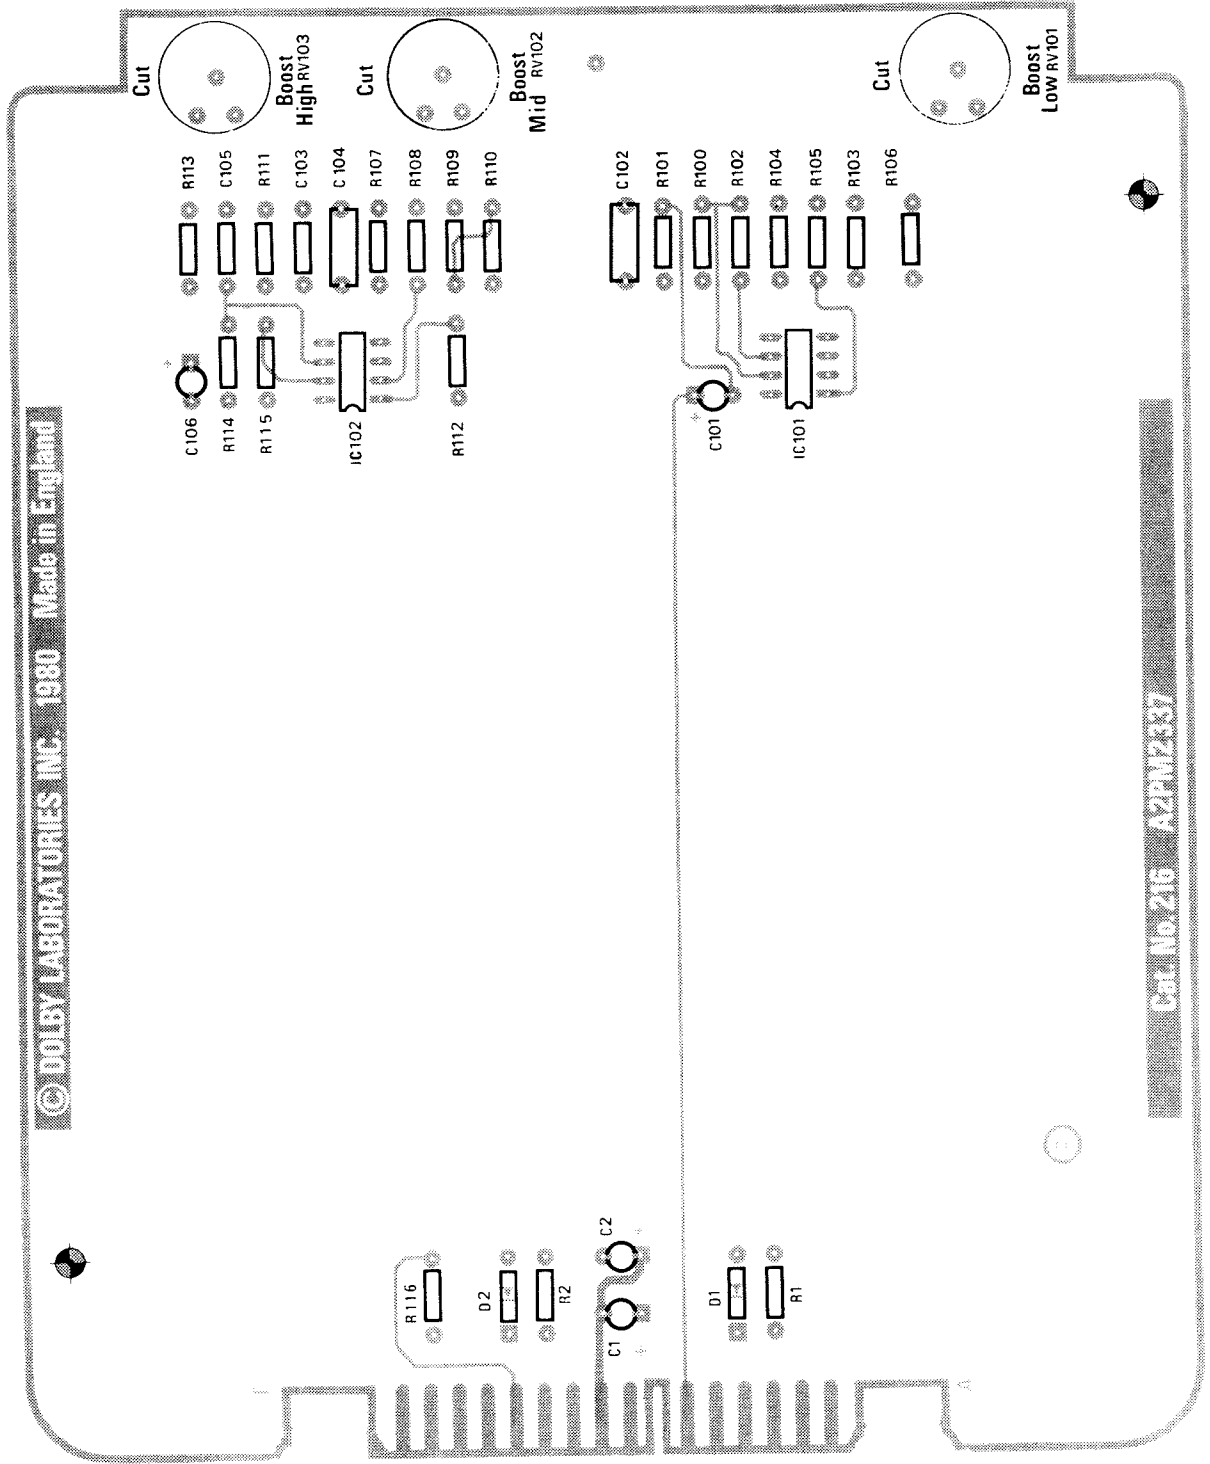 © DOLBY LABORATORIES INC. 1980 Made in England
Cut
Boost
High RV103
Cut
Boost
Mid RV102
Cut
Boost
Low RV101
R113
C105
R111
C103
C104
R107
R108
R109
R110
C102
R101
R100
R102
R104
R105
R103
R106
+
C106
R114
R115
IC102
R112
+
C101
IC101
Cat. No. 216 A2PM2337
R116
D2
R2
C2
+
C1
+
D1
R1
A